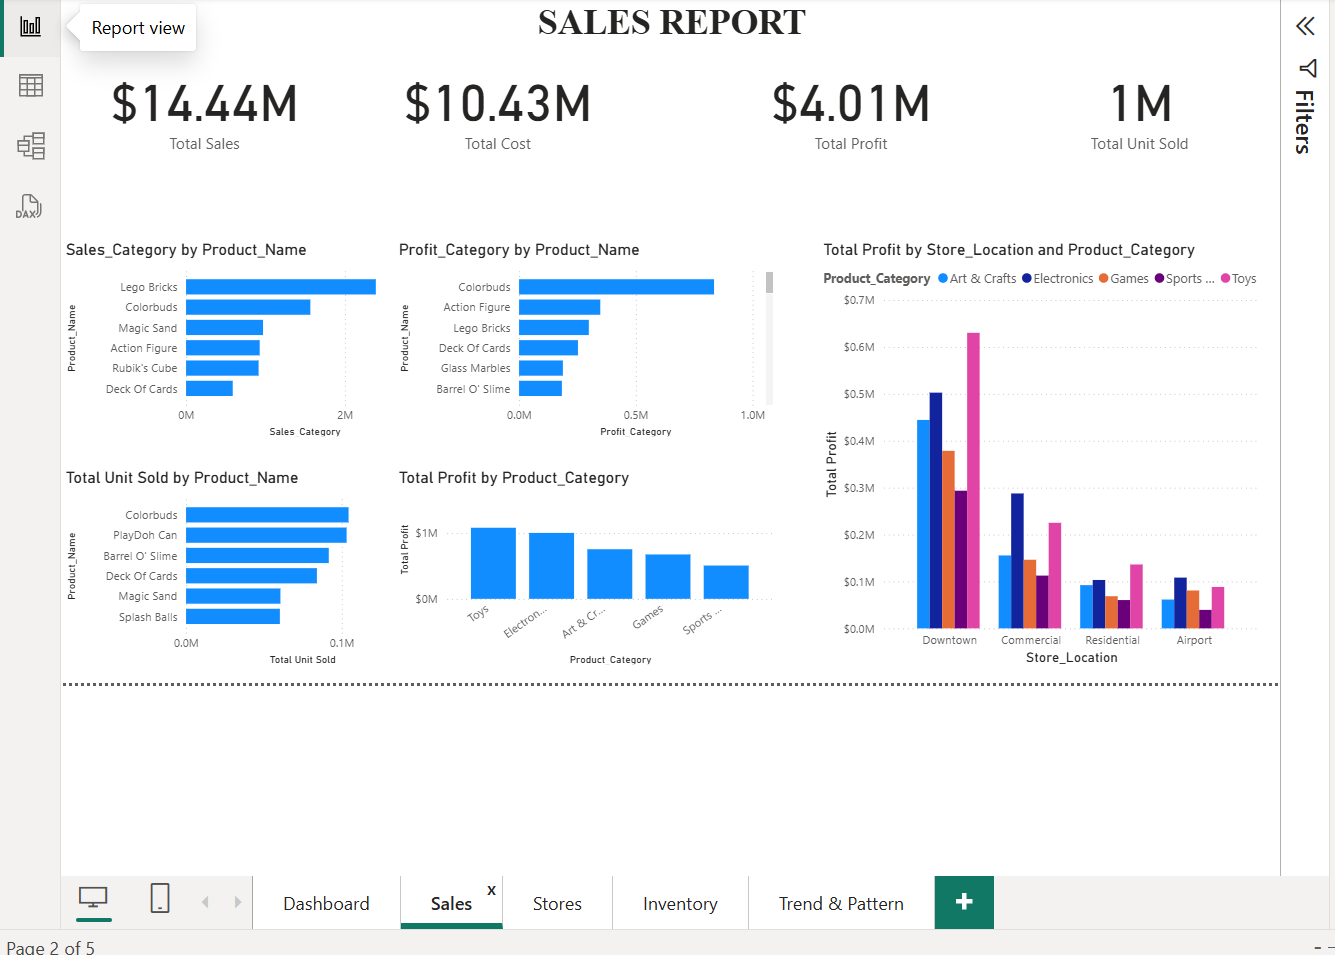 Report view
SALES REPORT
$14.44M
Total Sales
$10.43M
Total Cost
$4.01M
Total Profit
1M
Total Unit Sold
Filters
DAX
Sales_Category by Product_Name
Product_Name
Lego Bricks
Colorbuds
Magic Sand
Action Figure
Rubik's Cube
Deck Of Cards
0M 2M
Sales_Category
Profit_Category by Product_Name
Product_Name
Colorbuds
Action Figure
Lego Bricks
Deck Of Cards
Glass Marbles
Barrel O' Slime
0.0M 0.5M 1.0M
Profit_Category
Total Profit by Store_Location and Product_Category
Product_Category Art & Crafts Electronics Games Sports ... Toys
Total Profit
$0.7M
$0.6M
$0.5M
$0.4M
$0.3M
$0.2M
$0.1M
$0.0M
Downtown Commercial Residential Airport
Store_Location
Total Unit Sold by Product_Name
Product_Name
Colorbuds
PlayDoh Can
Barrel O' Slime
Deck Of Cards
Magic Sand
Splash Balls
0.0M 0.1M
Total Unit Sold
Total Profit by Product_Category
Total Profit
$1M
$0M
Toys Electron... Art & Cr... Games Sports ...
Product_Category
Dashboard Sales x Stores Inventory Trend & Pattern +
Page 2 of 5